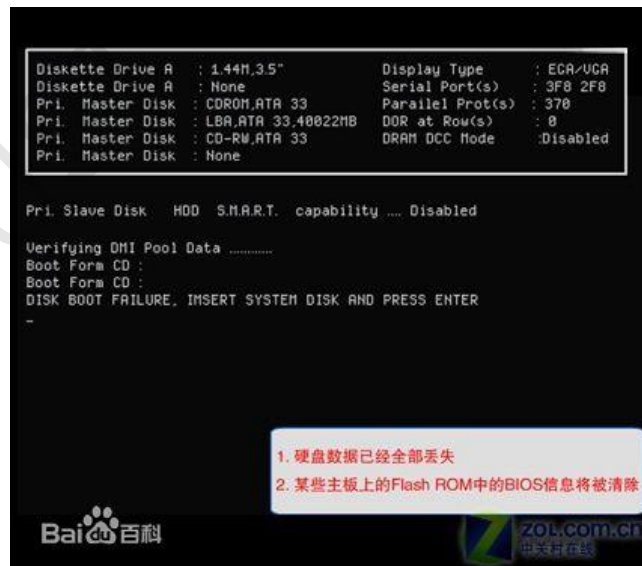 Diskette Drive A : 1.44M,3.5" Display Type : EGA/VGA
Diskette Drive A : None Serial Port(s) : 3F8 2F8
Pri. Master Disk : CDROM,ATA 33 Parailel Prot(s) : 370
Pri. Master Disk : LBA,ATA 33,40022MB DDR at Row(s) : 0
Pri. Master Disk : CD-RW,ATA 33 DRAM DCC Mode :Disabled
Pri. Master Disk : None
Pri. Slave Disk HDD S.M.A.R.T. capability .... Disabled
Verifying DMI Pool Data ............
Boot Form CD :
Boot Form CD :
DISK BOOT FAILURE, IMSERT SYSTEM DISK AND PRESS ENTER
-
1. 硬盘数据已经全部丢失
2. 某些主板上的Flash ROM中的BIOS信息将被清除
Bai du 百科
ZOL.COM.CN
中关村在线